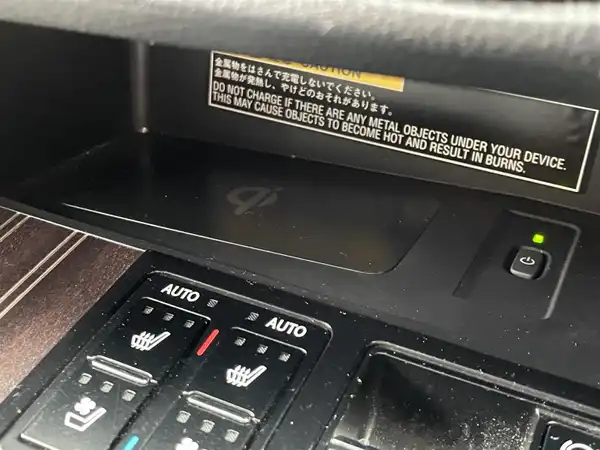 CAUTION
金属物をはさんで充電しないでください。
金属物が発熱し、やけどのおそれがあります。
DO NOT CHARGE IF THERE ARE ANY METAL OBJECTS UNDER YOUR DEVICE.
THIS MAY CAUSE OBJECTS TO BECOME HOT AND RESULT IN BURNS.
AUTO
AUTO